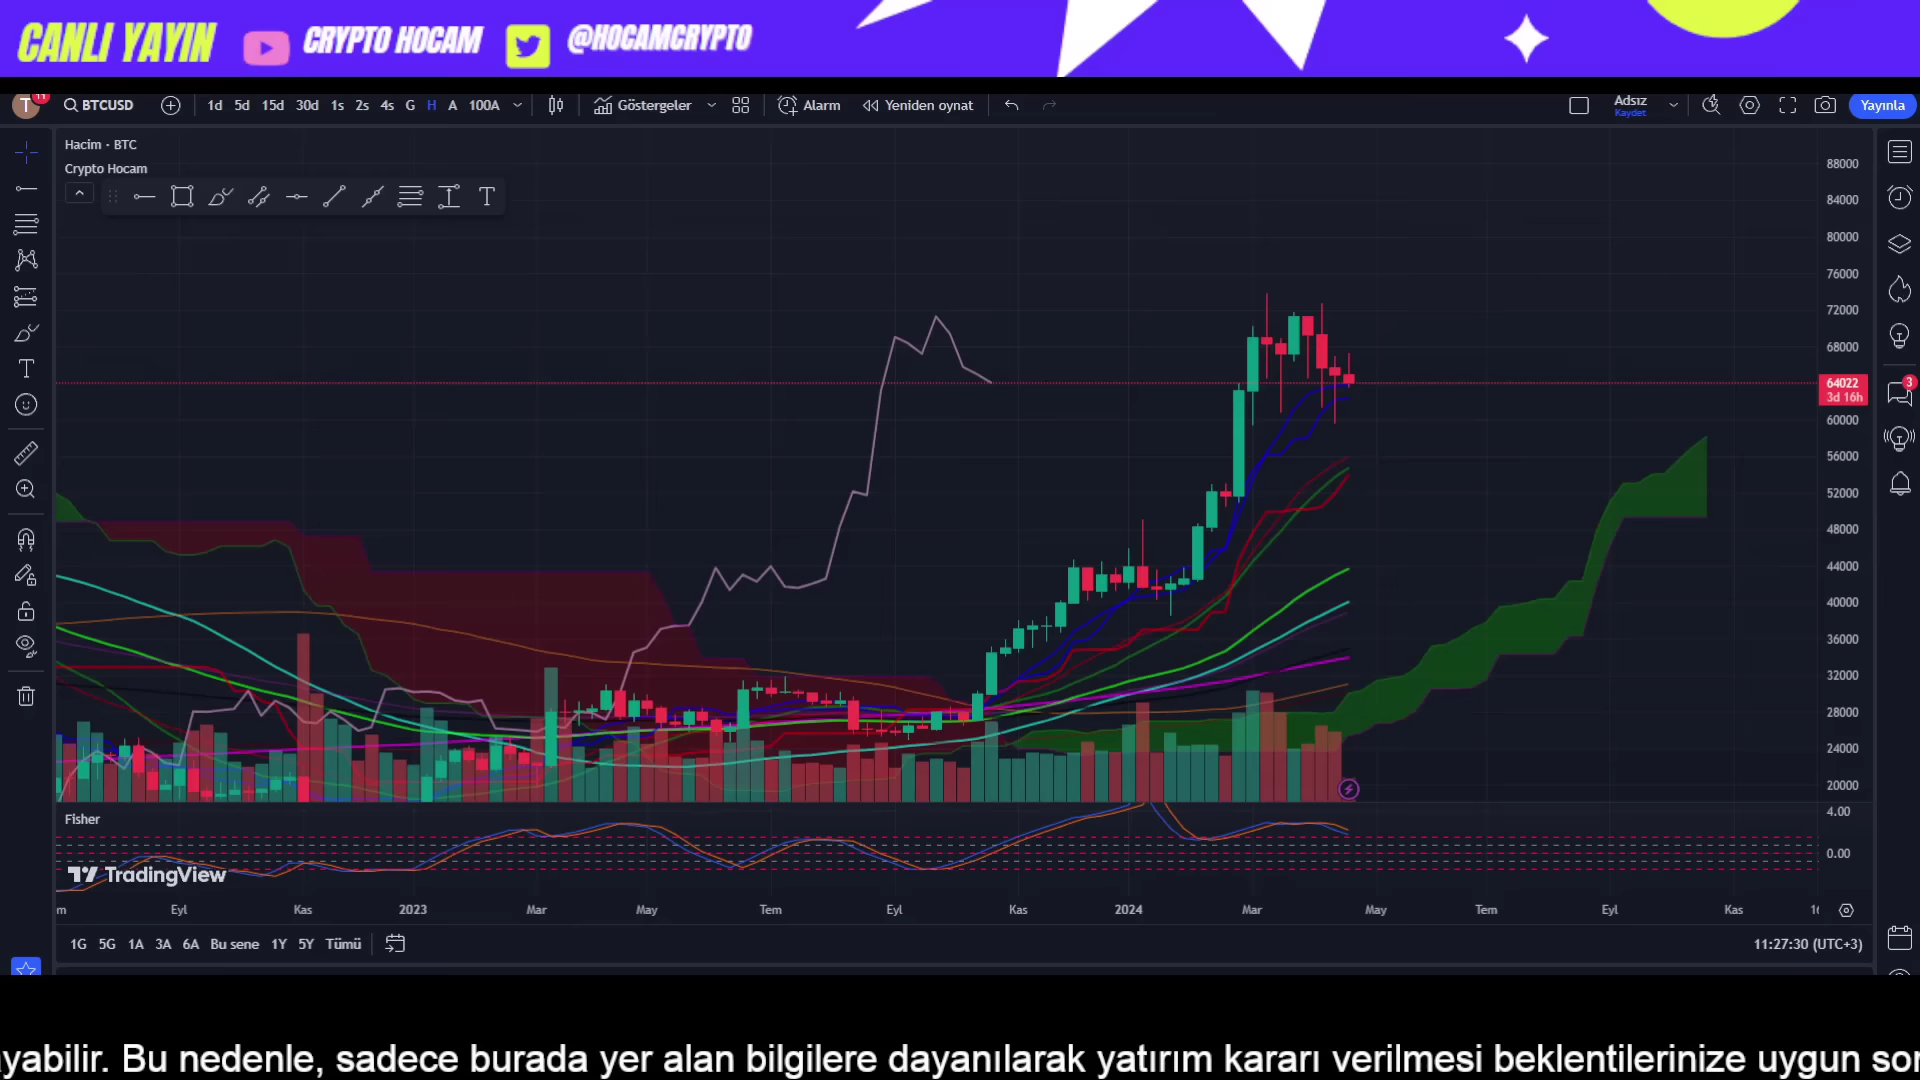 CANLI YAYIN CRYPTO HOCAM @HOCAMCRYPTO
T 11 BTCUSD 1d 5d 15d 30d 1s 2s 4s G H A 100A Göstergeler Alarm Yeniden oynat Adsız Kaydet Yayınla
Hacim · BTC
Crypto Hocam
88000
84000
80000
76000
72000
68000
64022
3d 16h
3
60000
56000
52000
48000
44000
40000
36000
32000
28000
24000
20000
Fisher
4.00
0.00
TradingView
Eyl Kas 2023 Mar May Tem Eyl Kas 2024 Mar May Tem Eyl Kas
1G 5G 1A 3A 6A Bu sene 1Y 5Y Tümü 11:27:30 (UTC+3)
yabilir. Bu nedenle, sadece burada yer alan bilgilere dayanılarak yatırım kararı verilmesi beklentilerinize uygun son